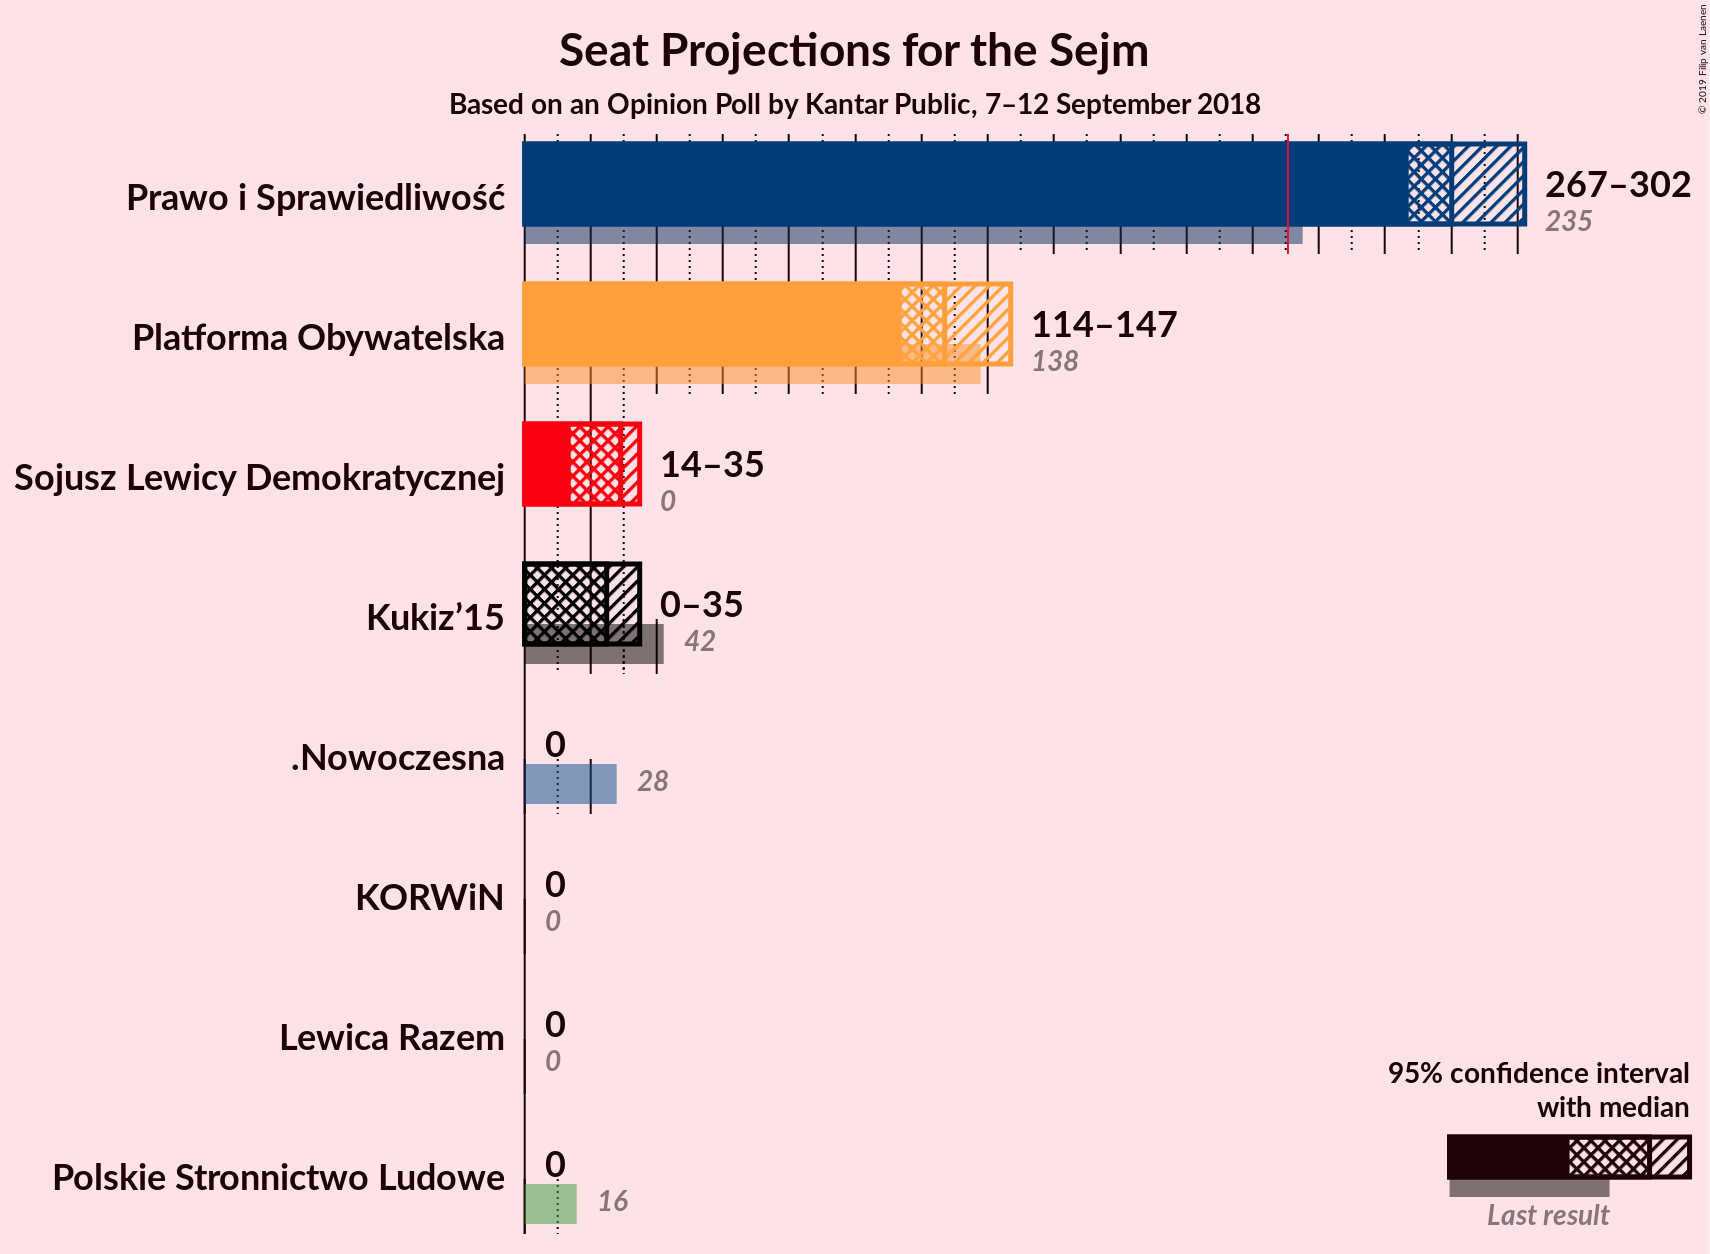 Seat Projections for the Sejm
Based on an Opinion Poll by Kantar Public, 7–12 September 2018
© 2019 Filip van Laenen
Prawo i Sprawiedliwość
267–302
235
Platforma Obywatelska
114–147
138
Sojusz Lewicy Demokratycznej
14–35
0
Kukiz’15
0–35
42
.Nowoczesna
0
28
KORWiN
0
0
Lewica Razem
0
0
Polskie Stronnictwo Ludowe
0
16
95% confidence interval
with median
Last result